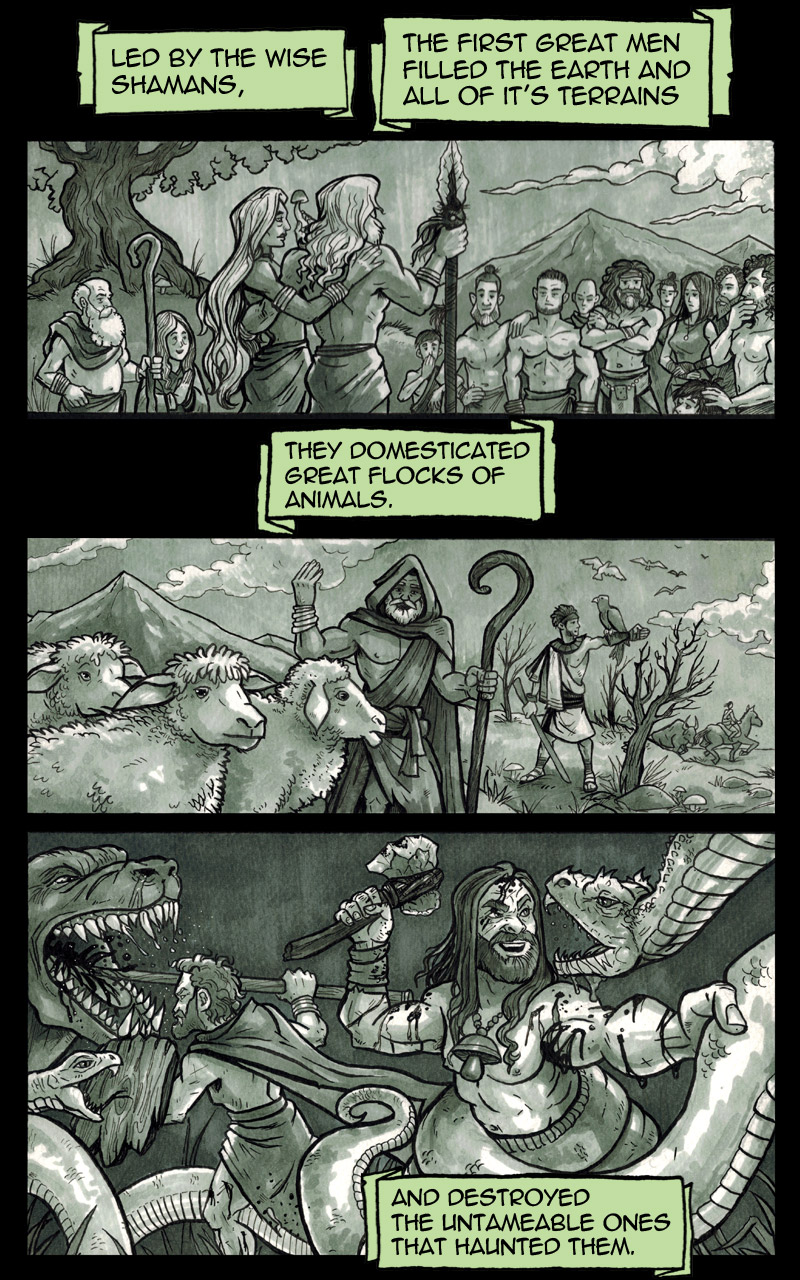 LED BY THE WISE
SHAMANS,
THE FIRST GREAT MEN
FILLED THE EARTH AND
ALL OF IT'S TERRAINS
THEY DOMESTICATED
GREAT FLOCKS OF
ANIMALS.
AND DESTROYED
THE UNTAMEABLE ONES
THAT HAUNTED THEM.